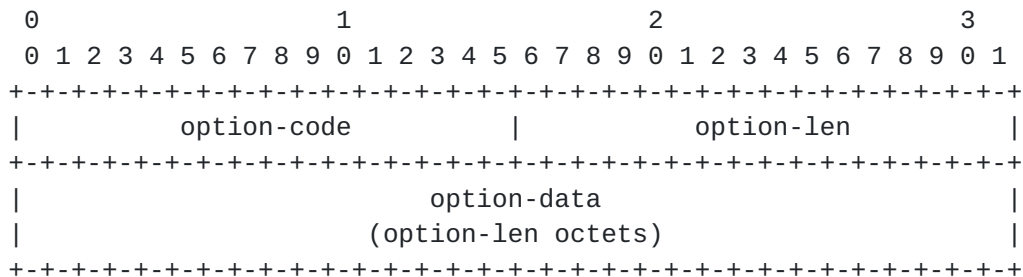 0                   1                   2                   3
 0 1 2 3 4 5 6 7 8 9 0 1 2 3 4 5 6 7 8 9 0 1 2 3 4 5 6 7 8 9 0 1
+-+-+-+-+-+-+-+-+-+-+-+-+-+-+-+-+-+-+-+-+-+-+-+-+-+-+-+-+-+-+-+-+
|          option-code          |           option-len          |
+-+-+-+-+-+-+-+-+-+-+-+-+-+-+-+-+-+-+-+-+-+-+-+-+-+-+-+-+-+-+-+-+
|                          option-data                          |
|                      (option-len octets)                      |
+-+-+-+-+-+-+-+-+-+-+-+-+-+-+-+-+-+-+-+-+-+-+-+-+-+-+-+-+-+-+-+-+